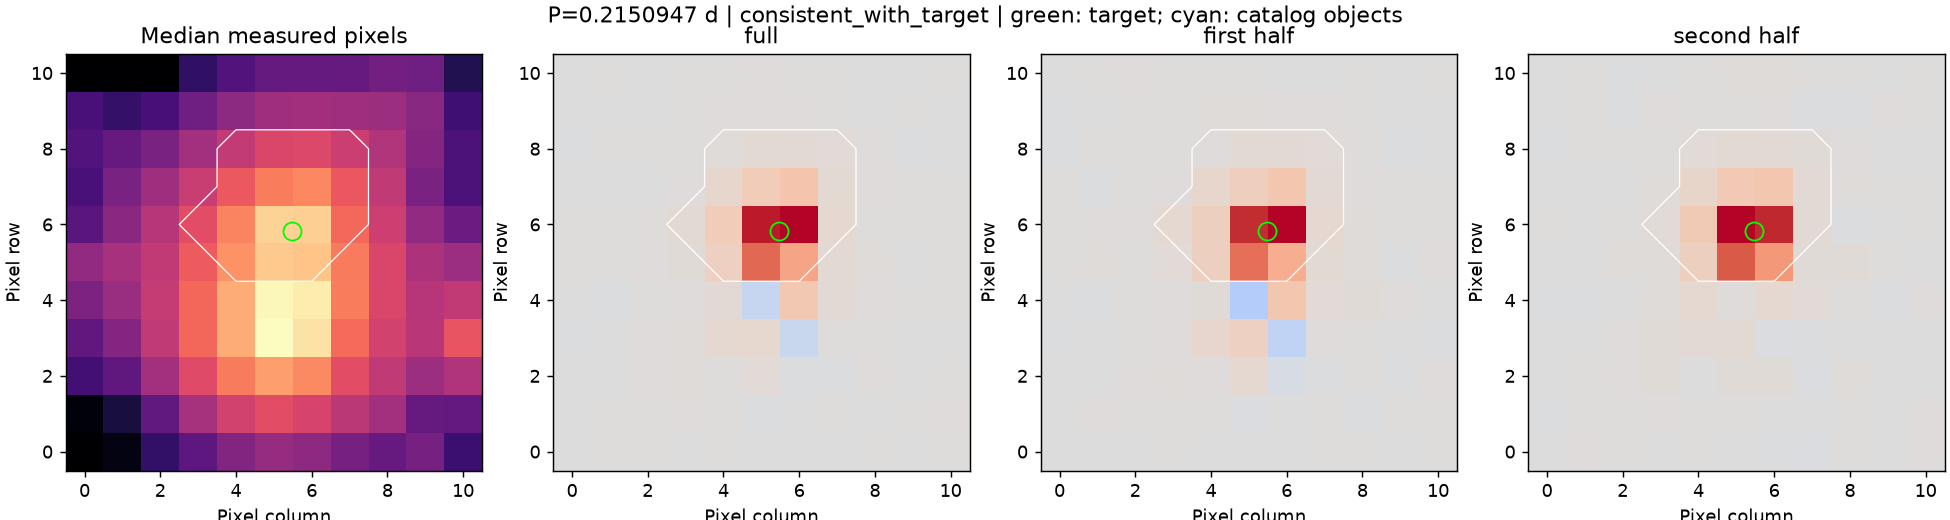 P=0.2150947 d | consistent_with_target | green: target; cyan: catalog objects
Median measured pixels
full
first half
second half
Pixel row
10
8
6
4
2
0
0 2 4 6 8 10
Pixel column
Pixel row
10
8
6
4
2
0
0 2 4 6 8 10
Pixel column
Pixel row
10
8
6
4
2
0
0 2 4 6 8 10
Pixel column
Pixel row
10
8
6
4
2
0
0 2 4 6 8 10
Pixel column